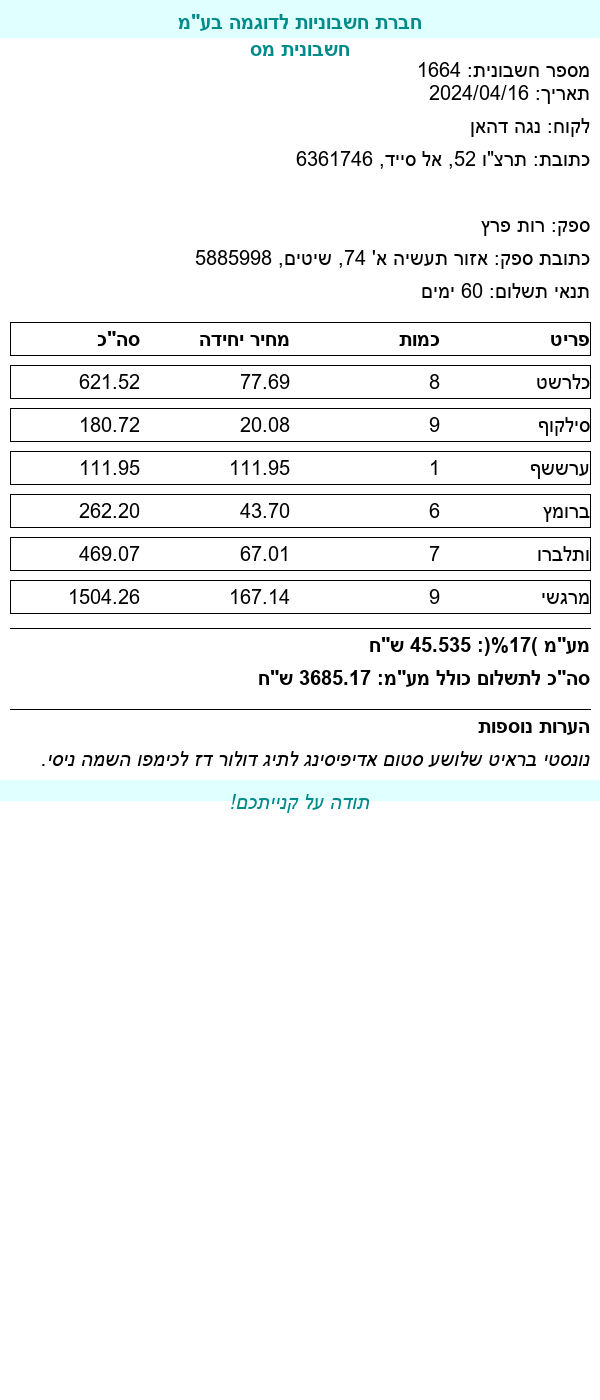 חברת חשבוניות לדוגמה בע"מ
חשבונית מס
מספר חשבונית: 1664
תאריך: 2024/04/16
לקוח: נגה דהאן
כתובת: תרצ"ו 52, אל סייד, 6361746
ספק: רות פרץ
כתובת ספק: אזור תעשיה א' 74, שיטים, 5885998
תנאי תשלום: 60 ימים
פריט כמות מחיר יחידה סה"כ
כלרשט 8 77.69 621.52
סילקוף 9 20.08 180.72
ערששף 1 111.95 111.95
ברומץ 6 43.70 262.20
ותלברו 7 67.01 469.07
מרגשי 9 167.14 1504.26
מע"מ )17%(: 45.535 ש"ח
סה"כ לתשלום כולל מע"מ: 3685.17 ש"ח
הערות נוספות
נונסטי בראיט שלושע סטום אדיפיסינג לתיג דולור דז לכימפו השמה ניסי.
תודה על קנייתכם!